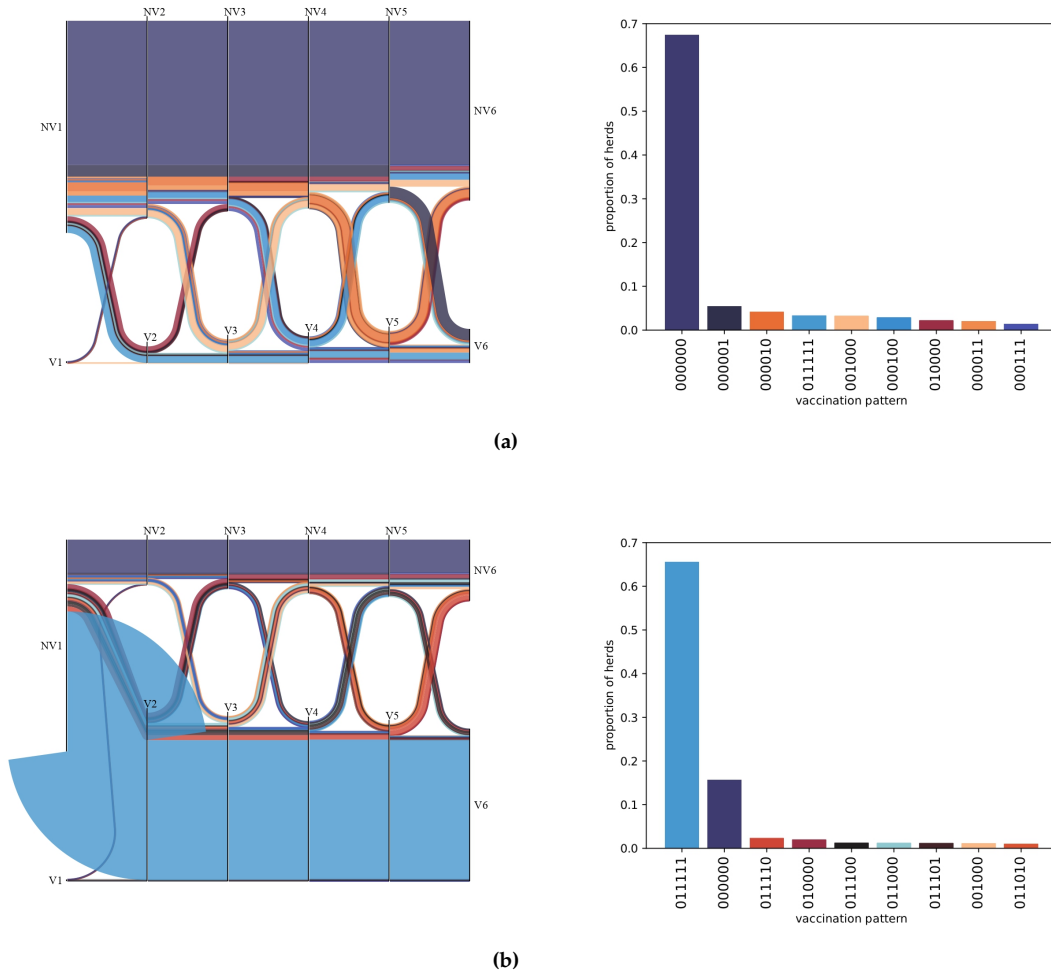 NV2 NV3 NV4 NV5
NV1
NV6
V2 V3 V4 V5
V1
V6
proportion of herds
0.7
0.6
0.5
0.4
0.3
0.2
0.1
0.0
000000 000001 000010 011111 001000 000100 010000 000011 000111
vaccination pattern
(a)
NV2 NV3 NV4 NV5
NV6
NV1
V2 V3 V4 V5
V6
V1
proportion of herds
0.7
0.6
0.5
0.4
0.3
0.2
0.1
0.0
011111 000000 011110 010000 011100 011000 011101 001000 011010
vaccination pattern
(b)